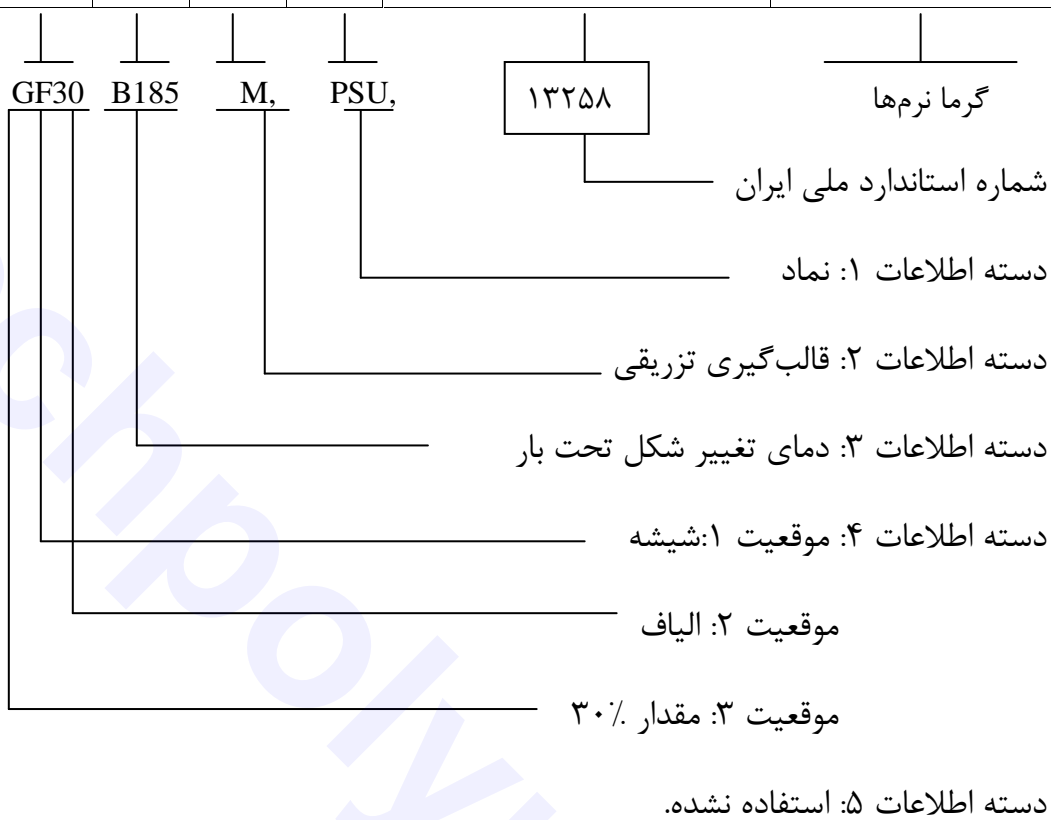 گرما نرم‌ها ۱۳۲۵۸ PSU, M, B185 GF30
شماره استاندارد ملی ایران
دسته اطلاعات ۱: نماد
دسته اطلاعات ۲: قالب‌گیری تزریقی
دسته اطلاعات ۳: دمای تغییر شکل تحت بار
دسته اطلاعات ۴: موقعیت ۱:شیشه
موقعیت ۲: الیاف
موقعیت ۳: مقدار ۳۰٪
دسته اطلاعات ۵: استفاده نشده.